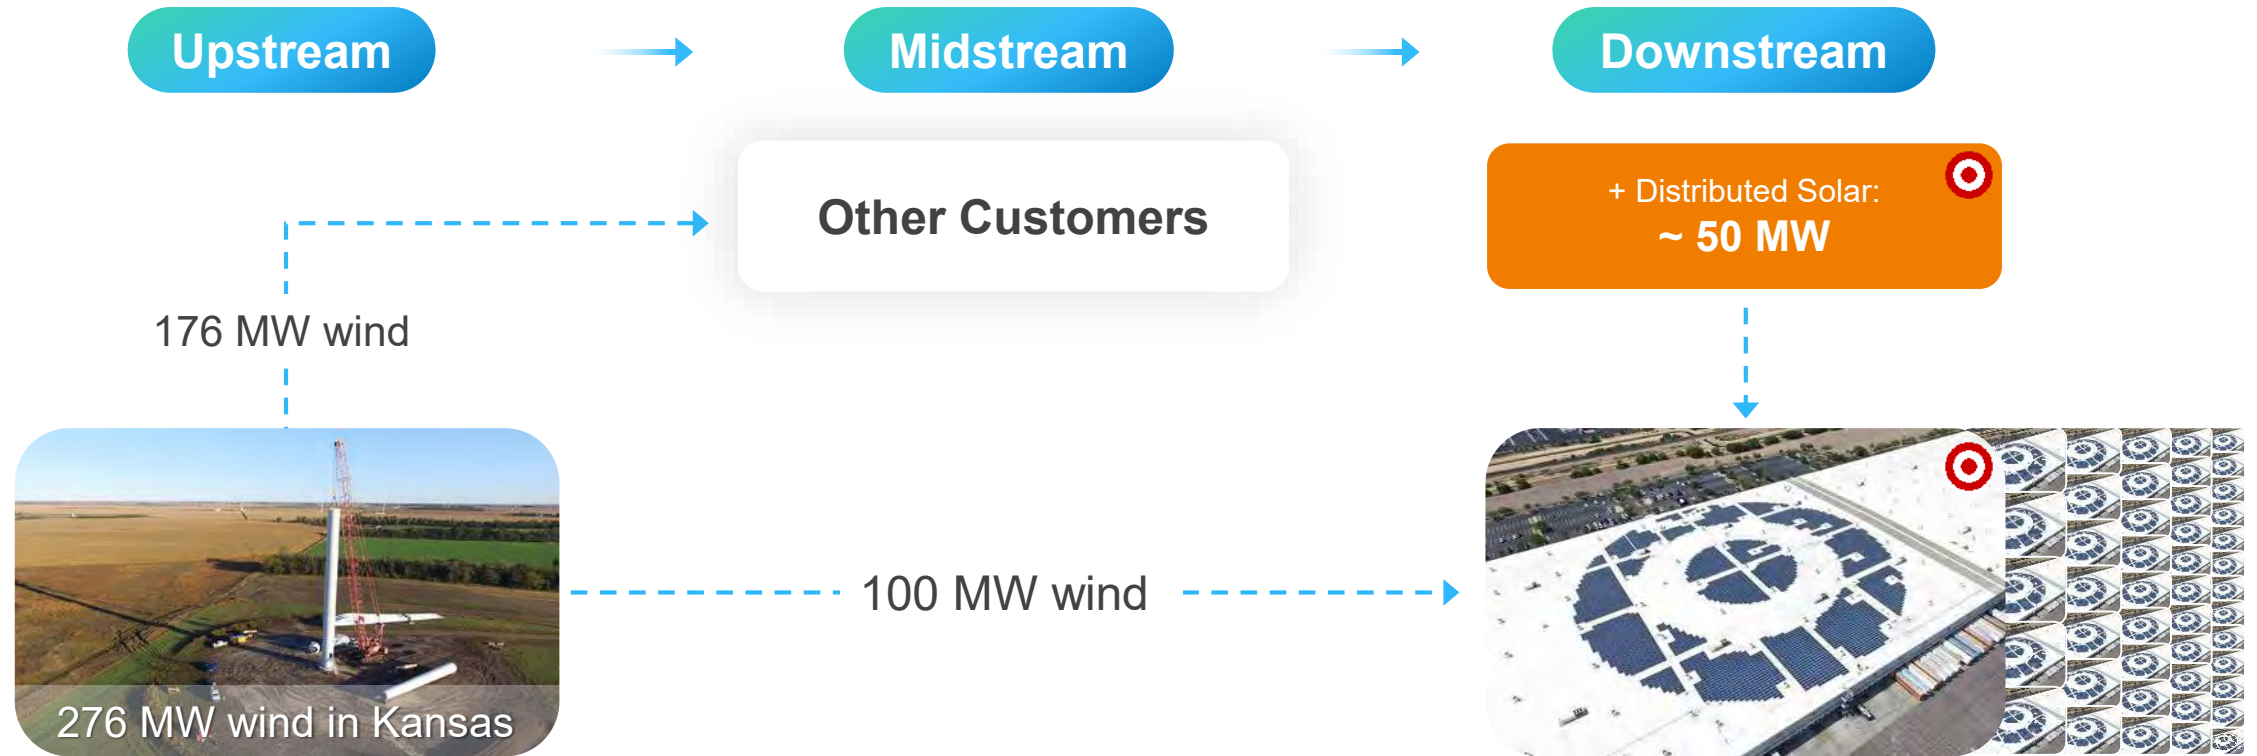 Upstream
Midstream
Downstream
Other Customers
+ Distributed Solar:
~ 50 MW
176 MW wind
100 MW wind
276 MW wind in Kansas